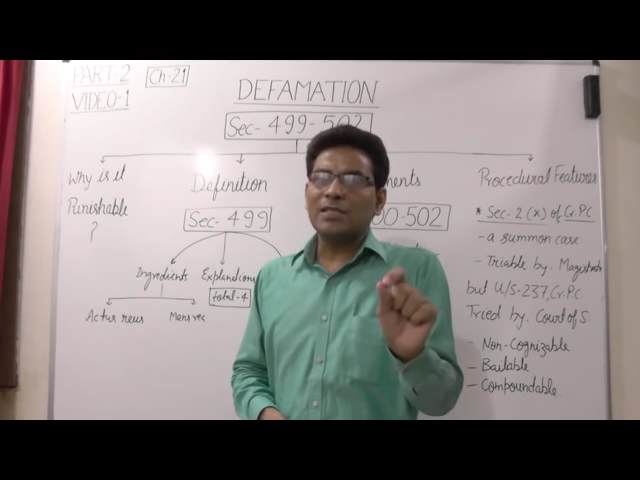 PART-2
Ch-21
VIDEO-1
DEFAMATION
Sec-499-502
Why is it
Punishable
?
Definition
Sec-499
Ingredients
Explanations
total-4
Actus reus
Mens rea
Procedural Features
* Sec-2(x) of Cr.P.C
- a summon case
- Triable by. Magistrate
but U/S-237, Cr.P.C
Tried by. Court of S.
- Non-Cognizable
- Bailable
- Compoundable.